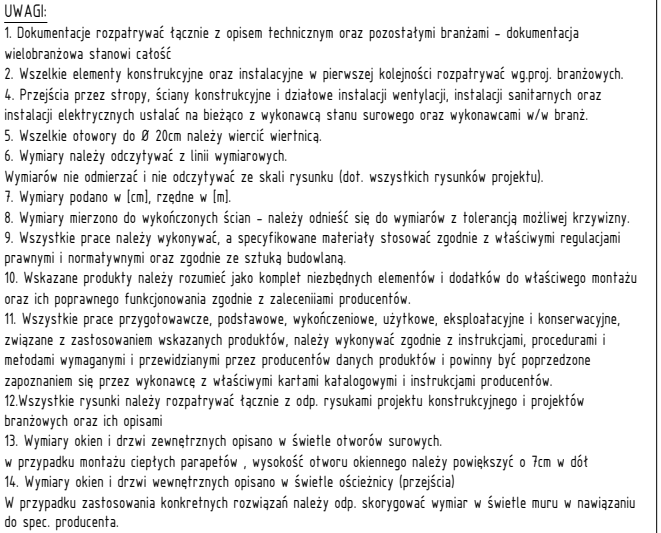 UWAGI:
1. Dokumentacje rozpatrywać łącznie z opisem technicznym oraz pozostałymi branżami - dokumentacja
wielobranżowa stanowi całość
2. Wszelkie elementy konstrukcyjne oraz instalacyjne w pierwszej kolejności rozpatrywać wg.proj. branżowych.
4. Przejścia przez stropy, ściany konstrukcyjne i działowe instalacji wentylacji, instalacji sanitarnych oraz
instalacji elektrycznych ustalać na bieżąco z wykonawcą stanu surowego oraz wykonawcami w/w branż.
5. Wszelkie otowory do Ø 20cm należy wiercić wiertnicą.
6. Wymiary należy odczytywać z linii wymiarowych.
Wymiarów nie odmierzać i nie odczytywać ze skali rysunku (dot. wszystkich rysunków projektu).
7. Wymiary podano w [cm], rzędne w [m].
8. Wymiary mierzono do wykończonych ścian - należy odnieść się do wymiarów z tolerancją możliwej krzywizny.
9. Wszystkie prace należy wykonywać, a specyfikowane materiały stosować zgodnie z właściwymi regulacjami
prawnymi i normatywnymi oraz zgodnie ze sztuką budowlaną.
10. Wskazane produkty należy rozumieć jako komplet niezbędnych elementów i dodatków do właściwego montażu
oraz ich poprawnego funkcjonowania zgodnie z zaleceniiami producentów.
11. Wszystkie prace przygotowawcze, podstawowe, wykończeniowe, użytkowe, eksploatacyjne i konserwacyjne,
związane z zastosowaniem wskazanych produktów, należy wykonywać zgodnie z instrukcjami, procedurami i
metodami wymaganymi i przewidzianymi przez producentów danych produktów i powinny być poprzedzone
zapoznaniem się przez wykonawcę z właściwymi kartami katalogowymi i instrukcjami producentów.
12.Wszystkie rysunki należy rozpatrywać łącznie z odp. rysukami projektu konstrukcyjnego i projektów
branżowych oraz ich opisami
13. Wymiary okien i drzwi zewnętrznych opisano w świetle otworów surowych.
w przypadku montażu ciepłych parapetów , wysokość otworu okiennego należy powiększyć o 7cm w dół
14. Wymiary okien i drzwi wewnętrznych opisano w świetle ościeżnicy (przejścia)
W przypadku zastosowania konkretnych rozwiązań należy odp. skorygować wymiar w świetle muru w nawiązaniu
do spec. producenta.